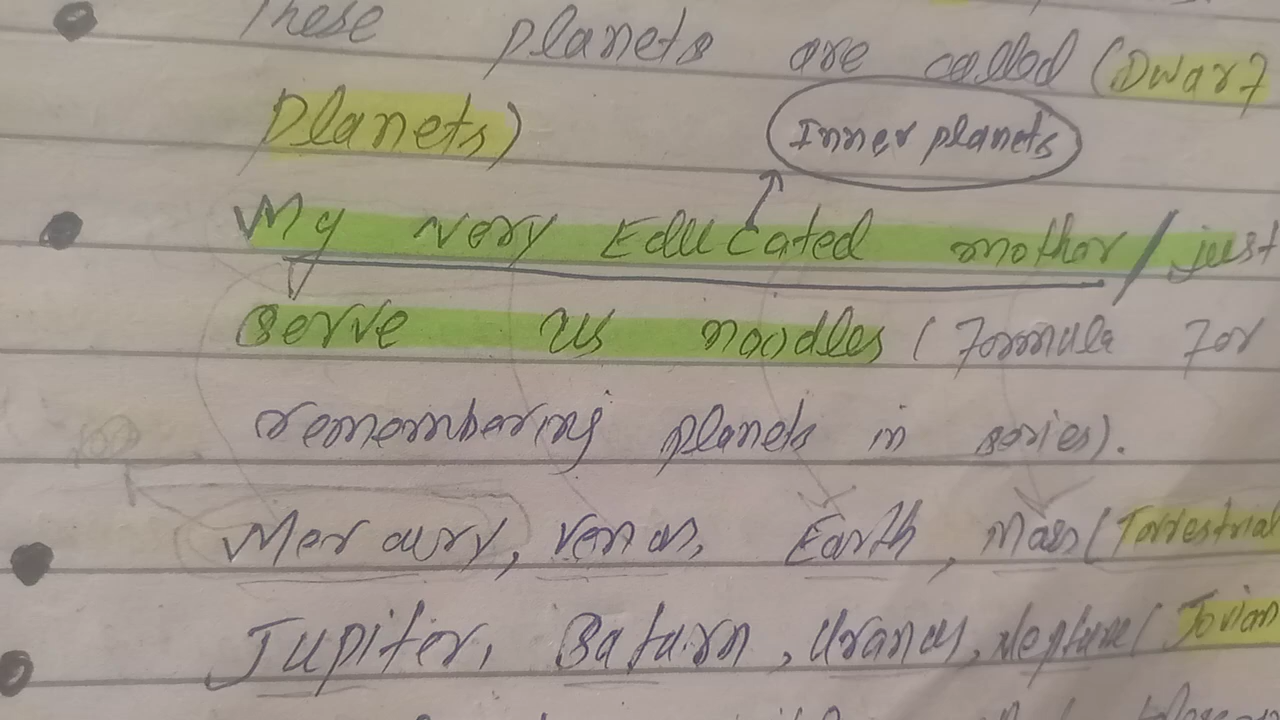 These planets are called (Dwarf
Planets)
Inner planets
My very Educated mother / just
serve us noodles (Formula For
remembering planets in series).
Mercury, Venus, Earth, Mars (Terrestrial
Jupiter, Saturn, Uranus, Neptune (Jovian